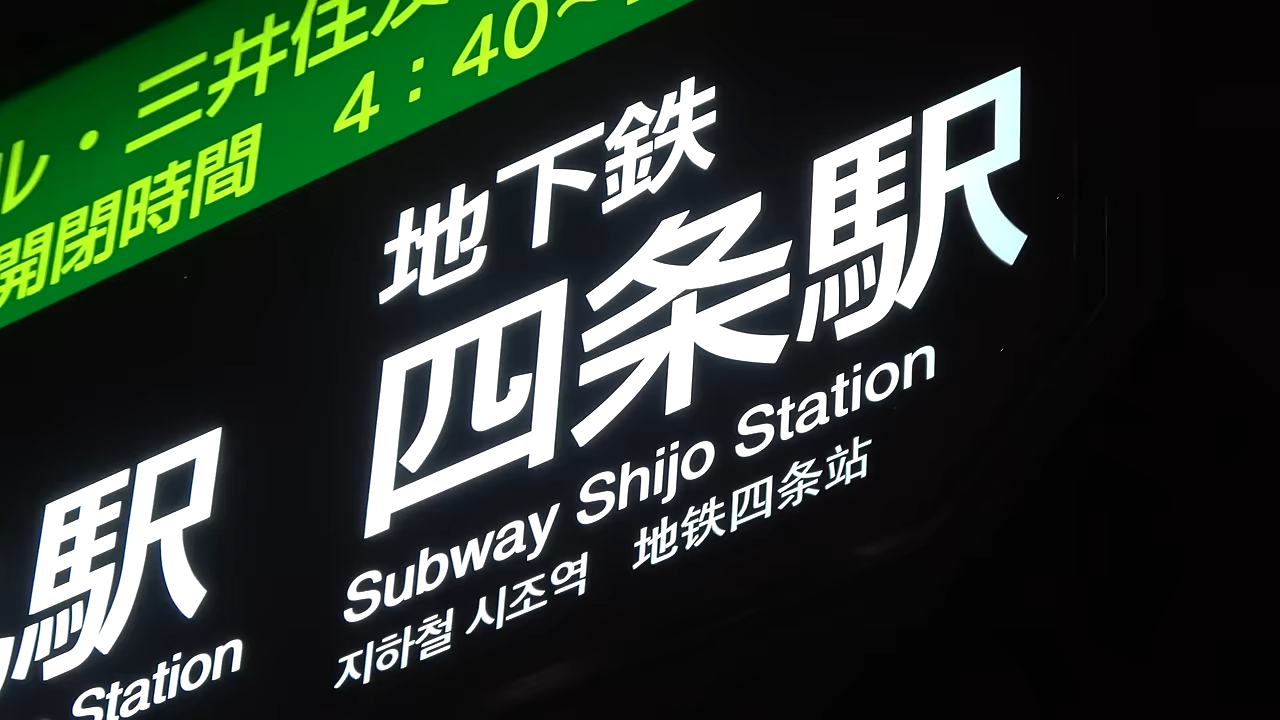 ル・三井住友
開閉時間 4:40~
地下鉄
四条駅
Subway Shijo Station
지하철 시조역 地铁四条站
駅
Station